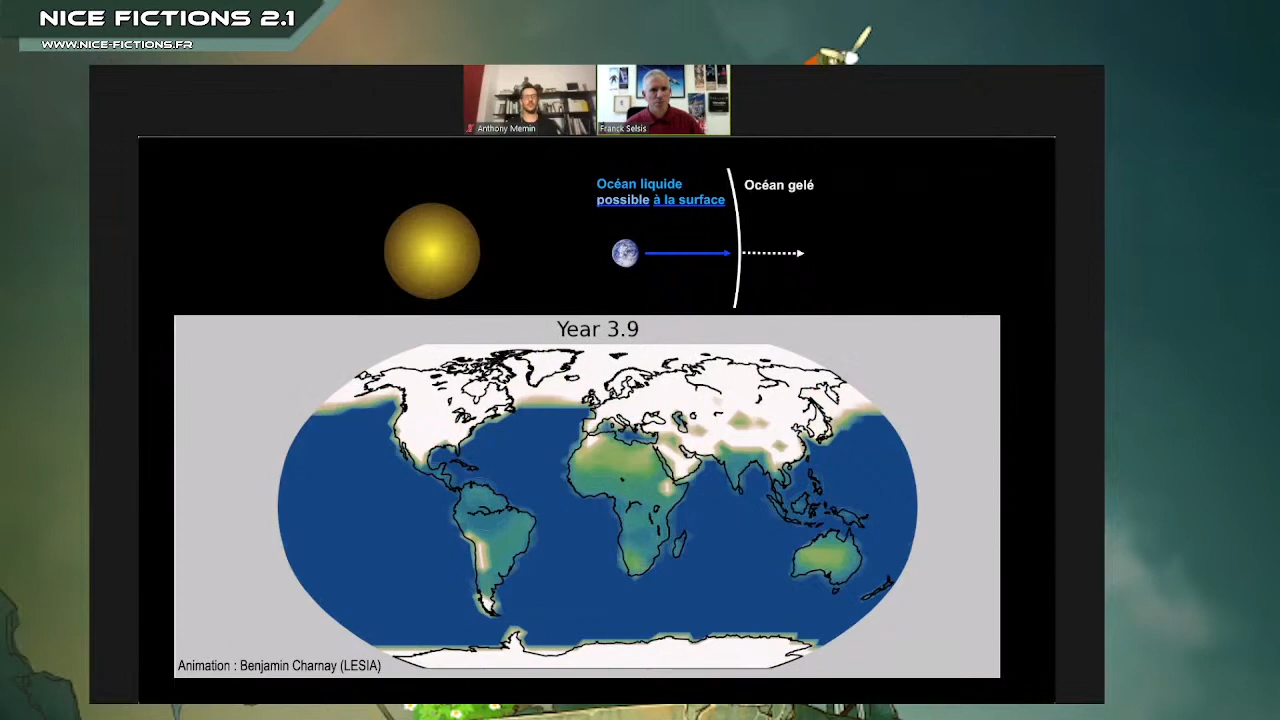 NICE FICTIONS 2.1
WWW.NICE-FICTIONS.FR
Anthony Memin
Franck Selsis
Océan liquide
possible à la surface
Océan gelé
Year 3.9
Animation : Benjamin Charnay (LESIA)